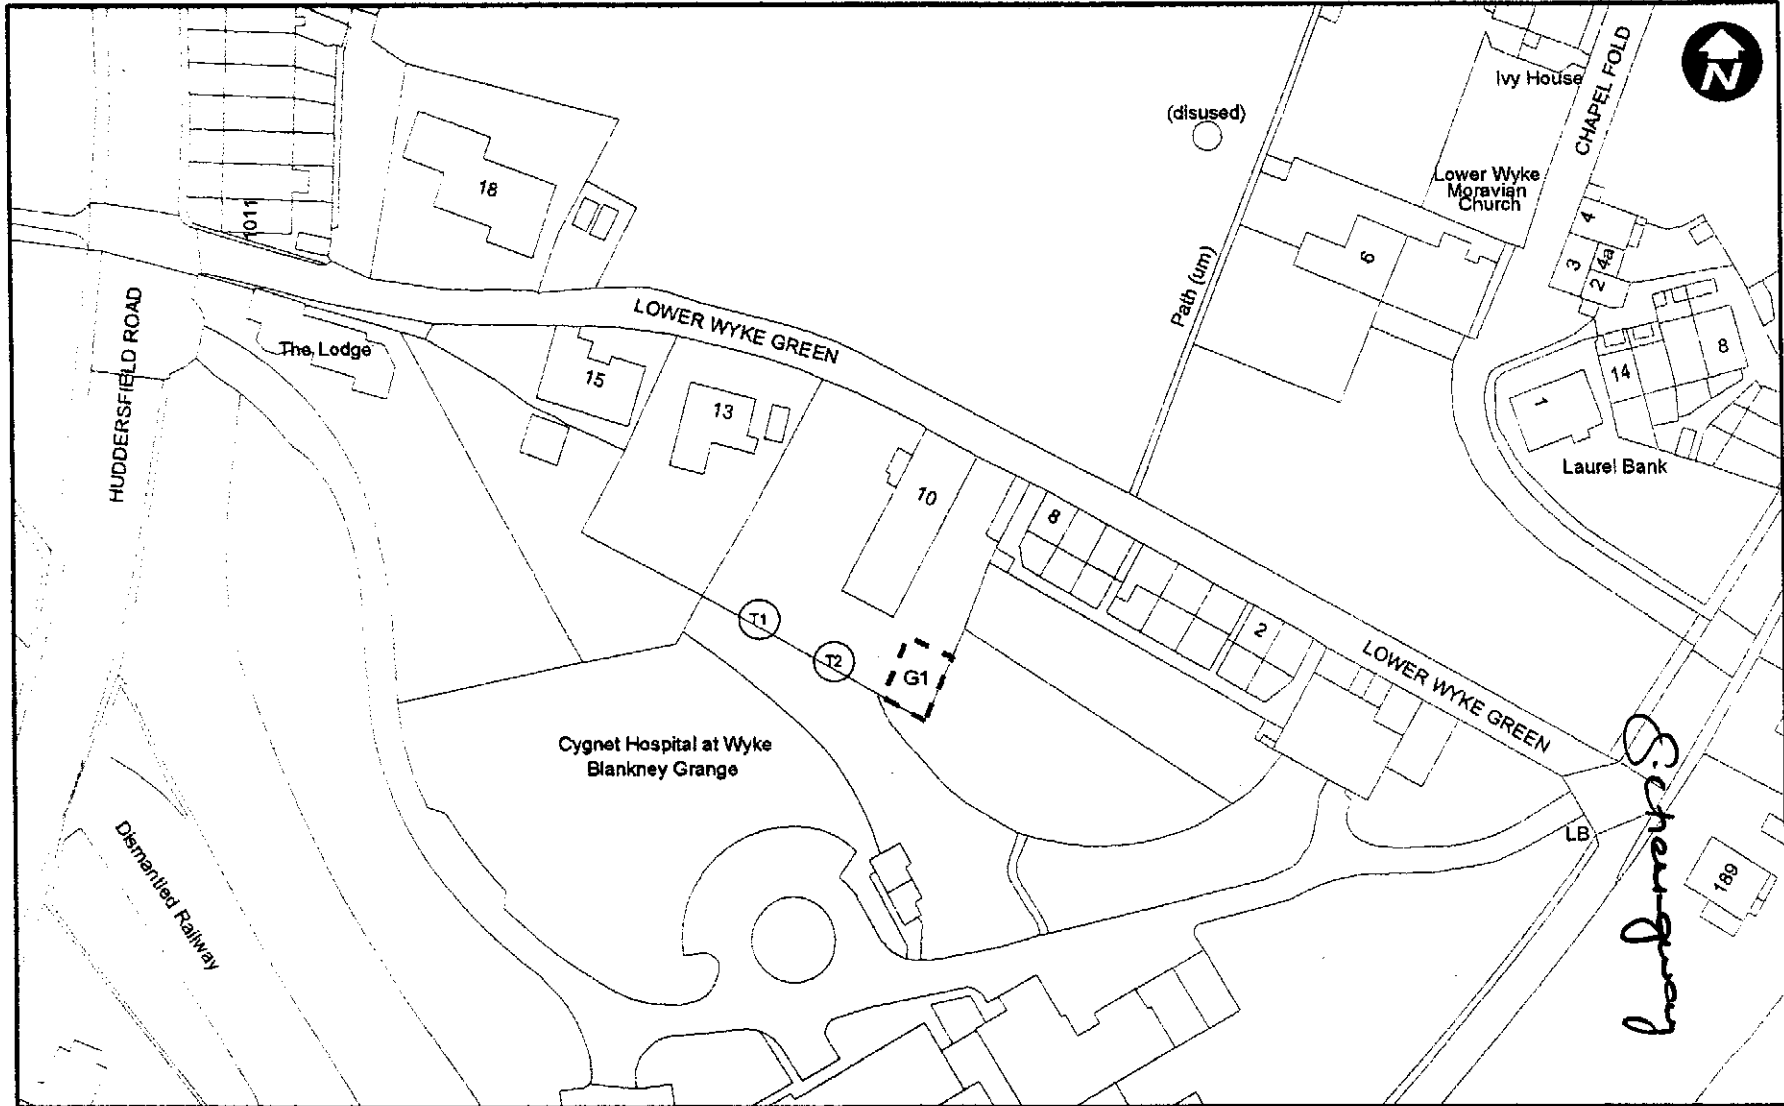 N
Ivy House
CHAPEL FOLD
(disused)
Lower Wyke
Moravian
Church
18
1011
4
3
4a
2
6
Path (um)
HUDDERSFIELD ROAD
LOWER WYKE GREEN
The Lodge
15
13
8
14
1
Laurel Bank
10
8
T1
2
T2
G1
LOWER WYKE GREEN
Cygnet Hospital at Wyke
Blankney Grange
Dismantled Railway
LB
189